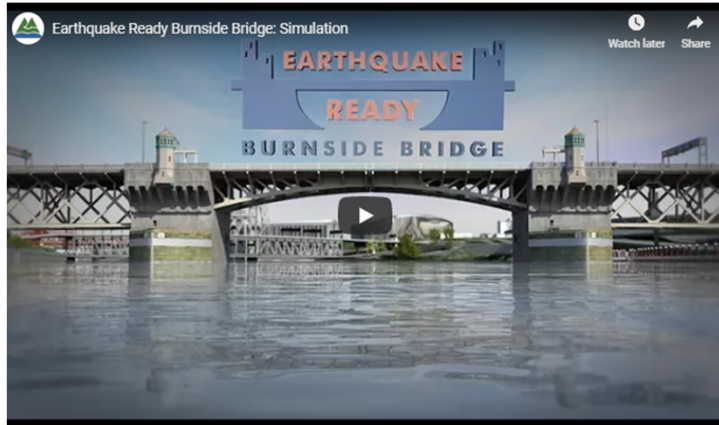 Earthquake Ready Burnside Bridge: Simulation
Watch later
Share
EARTHQUAKE
READY
BURNSIDE BRIDGE